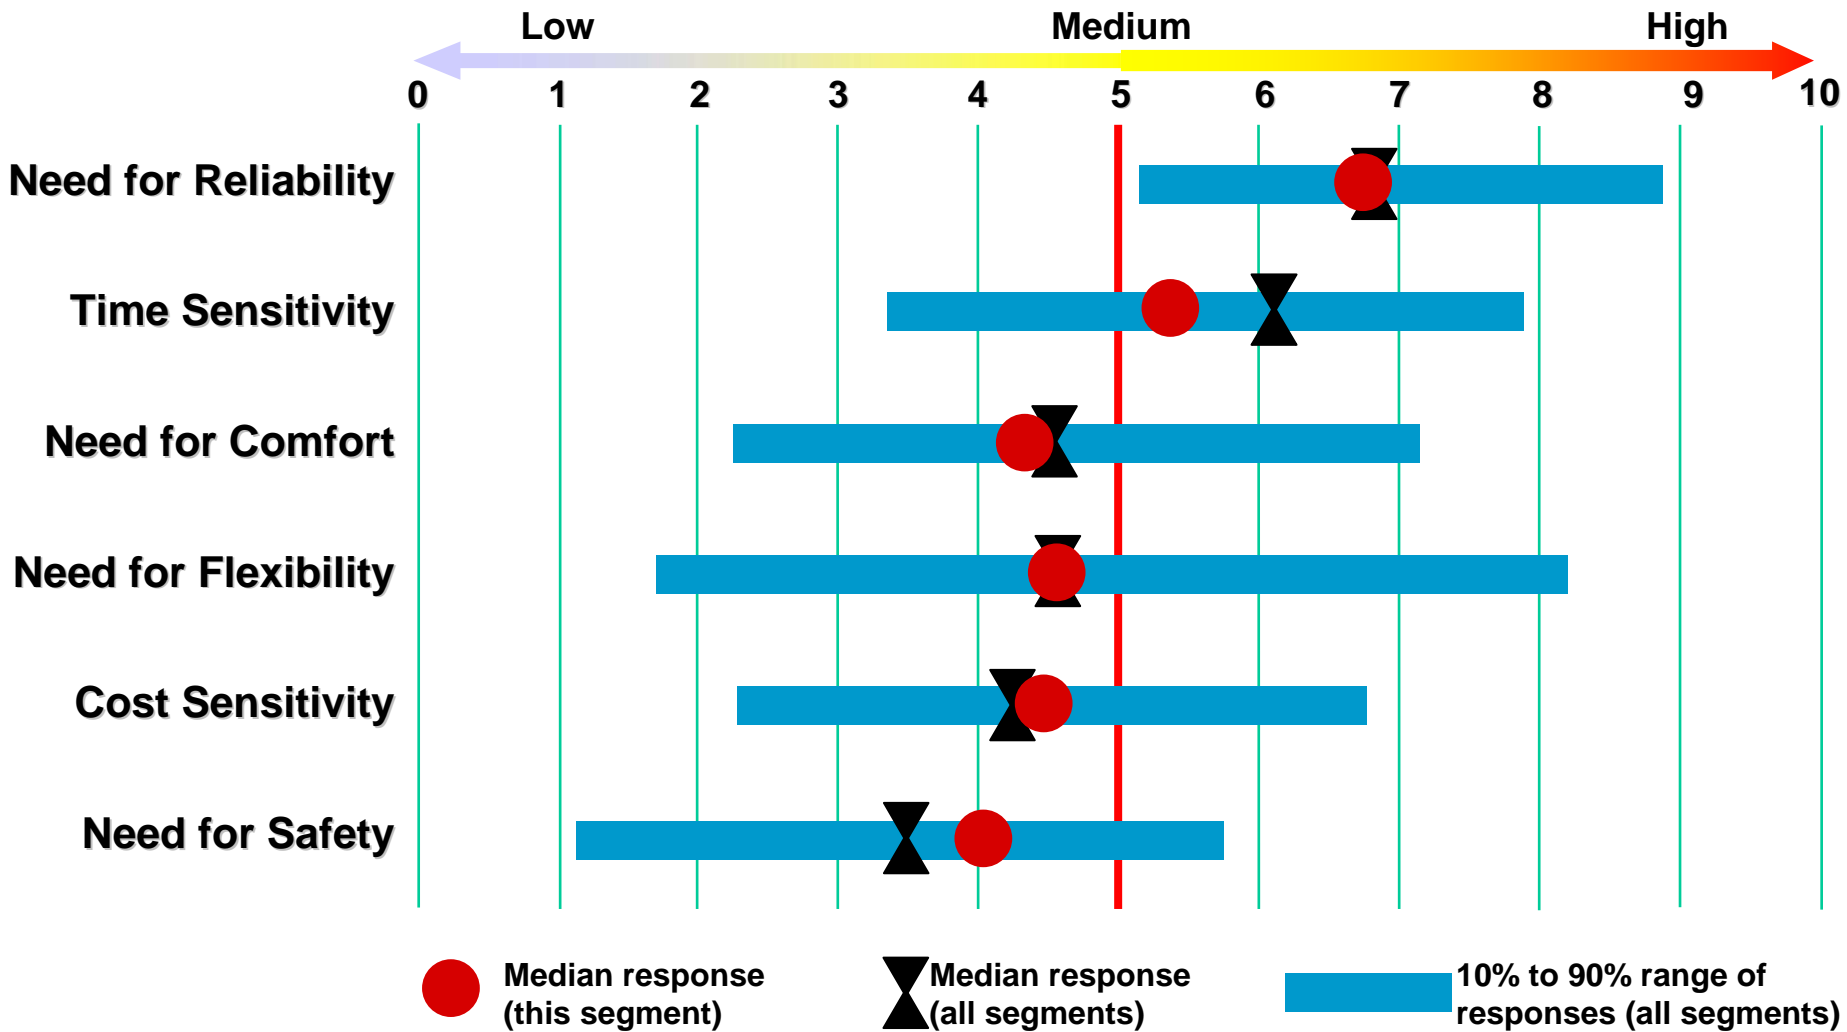 Low Medium High
0 1 2 3 4 5 6 7 8 9 10
Need for Reliability
Time Sensitivity
Need for Comfort
Need for Flexibility
Cost Sensitivity
Need for Safety
Median response
(this segment)
Median response
(all segments)
10% to 90% range of
responses (all segments)